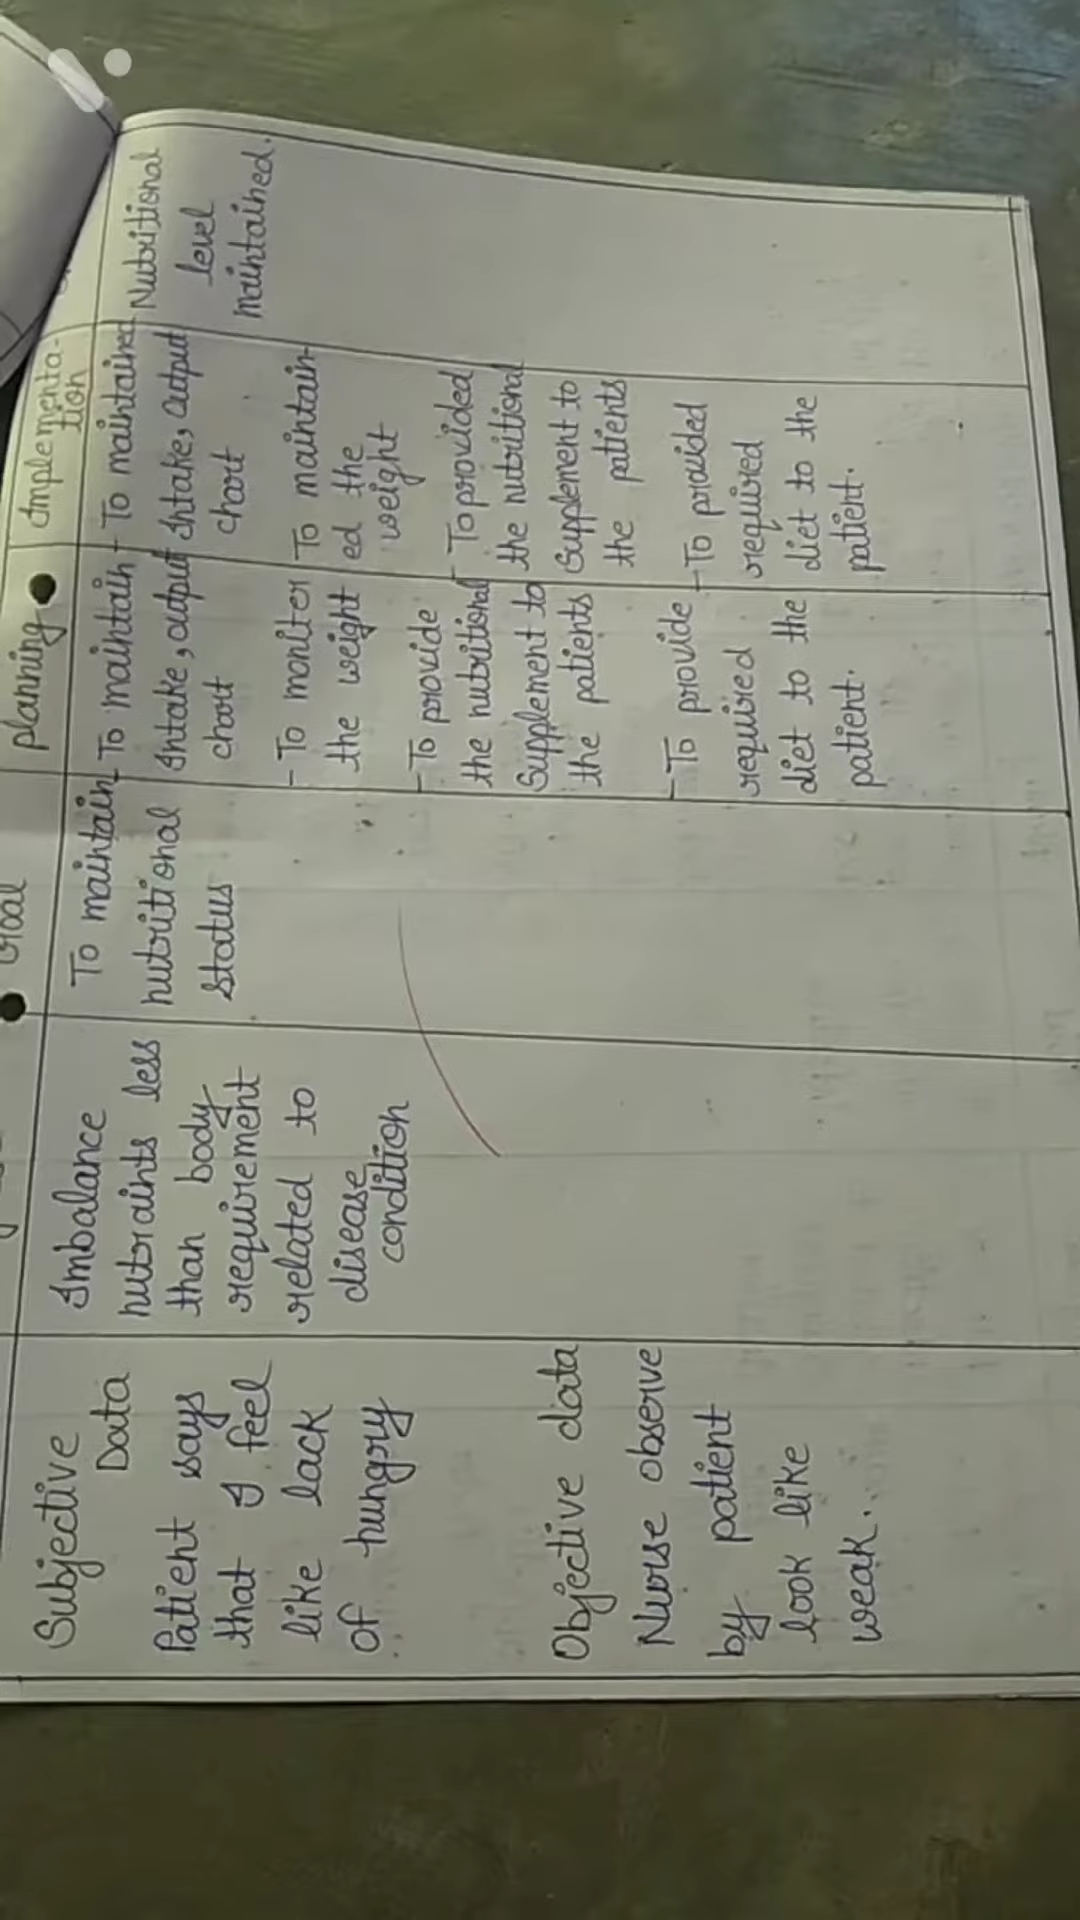 Goal
planning
Implementa-
tion
Subjective
Data
Patient says
that I feel
like lack
of hungry
Objective data
Nurse observe
by patient
look like
weak.
Imbalance
nutraints less
than body
requirement
related to
disease
condition
To maintain
nutritional
status
- To maintain
Intake, output
chart
- To moniter
the weight
- To provide
the nutritional
Supplement to
the patients
- To provide
required
diet to the
patient.
- To maintained
Intake, output
chart
- To maintain-
ed the
weight
- To provided
the nutritional
Supplement to
the patients
- To provided
required
diet to the
patient.
Nutritional
level
maintained.